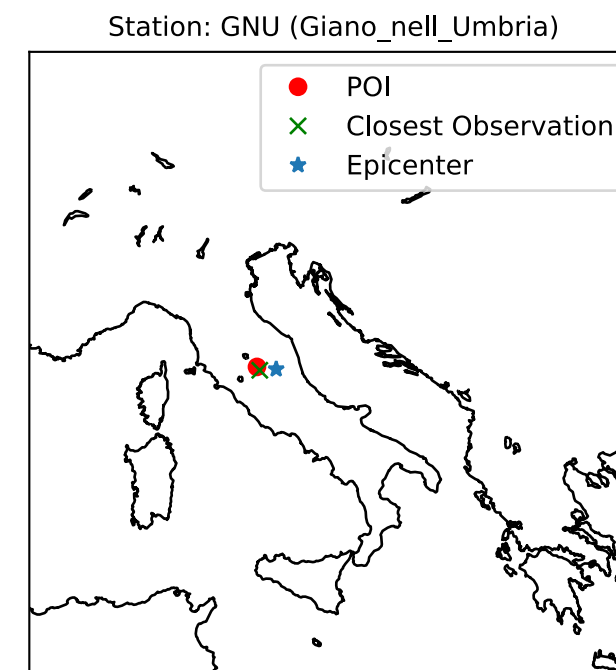 Station: GNU (Giano_nell_Umbria)
POI
Closest Observation
Epicenter